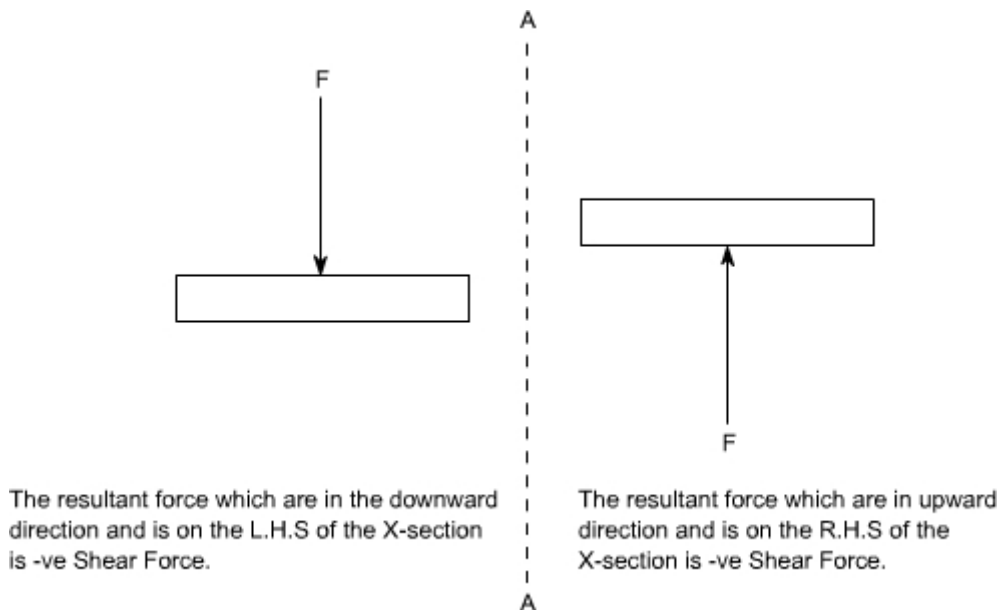 A
F
F
The resultant force which are in the downward
direction and is on the L.H.S of the X-section
is -ve Shear Force.
The resultant force which are in upward
direction and is on the R.H.S of the
X-section is -ve Shear Force.
A